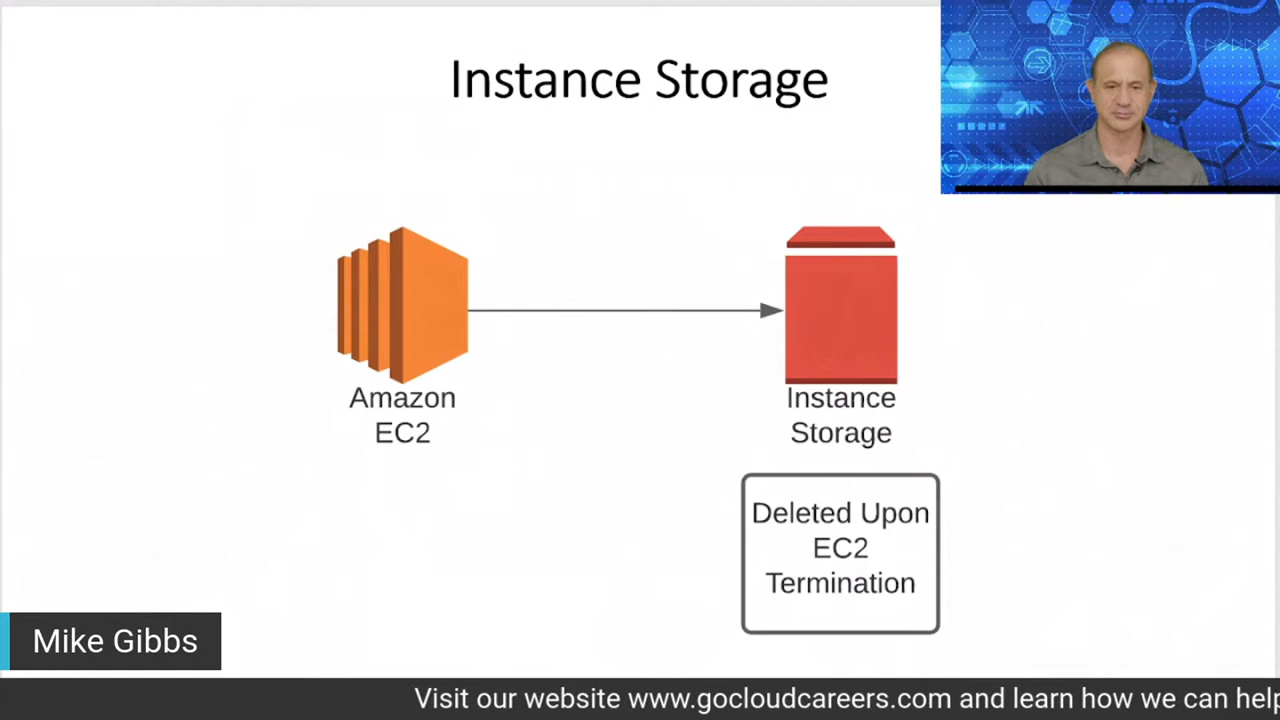 Instance Storage
Amazon
EC2
Instance
Storage
Deleted Upon
EC2
Termination
Mike Gibbs
Visit our website www.gocloudcareers.com and learn how we can help